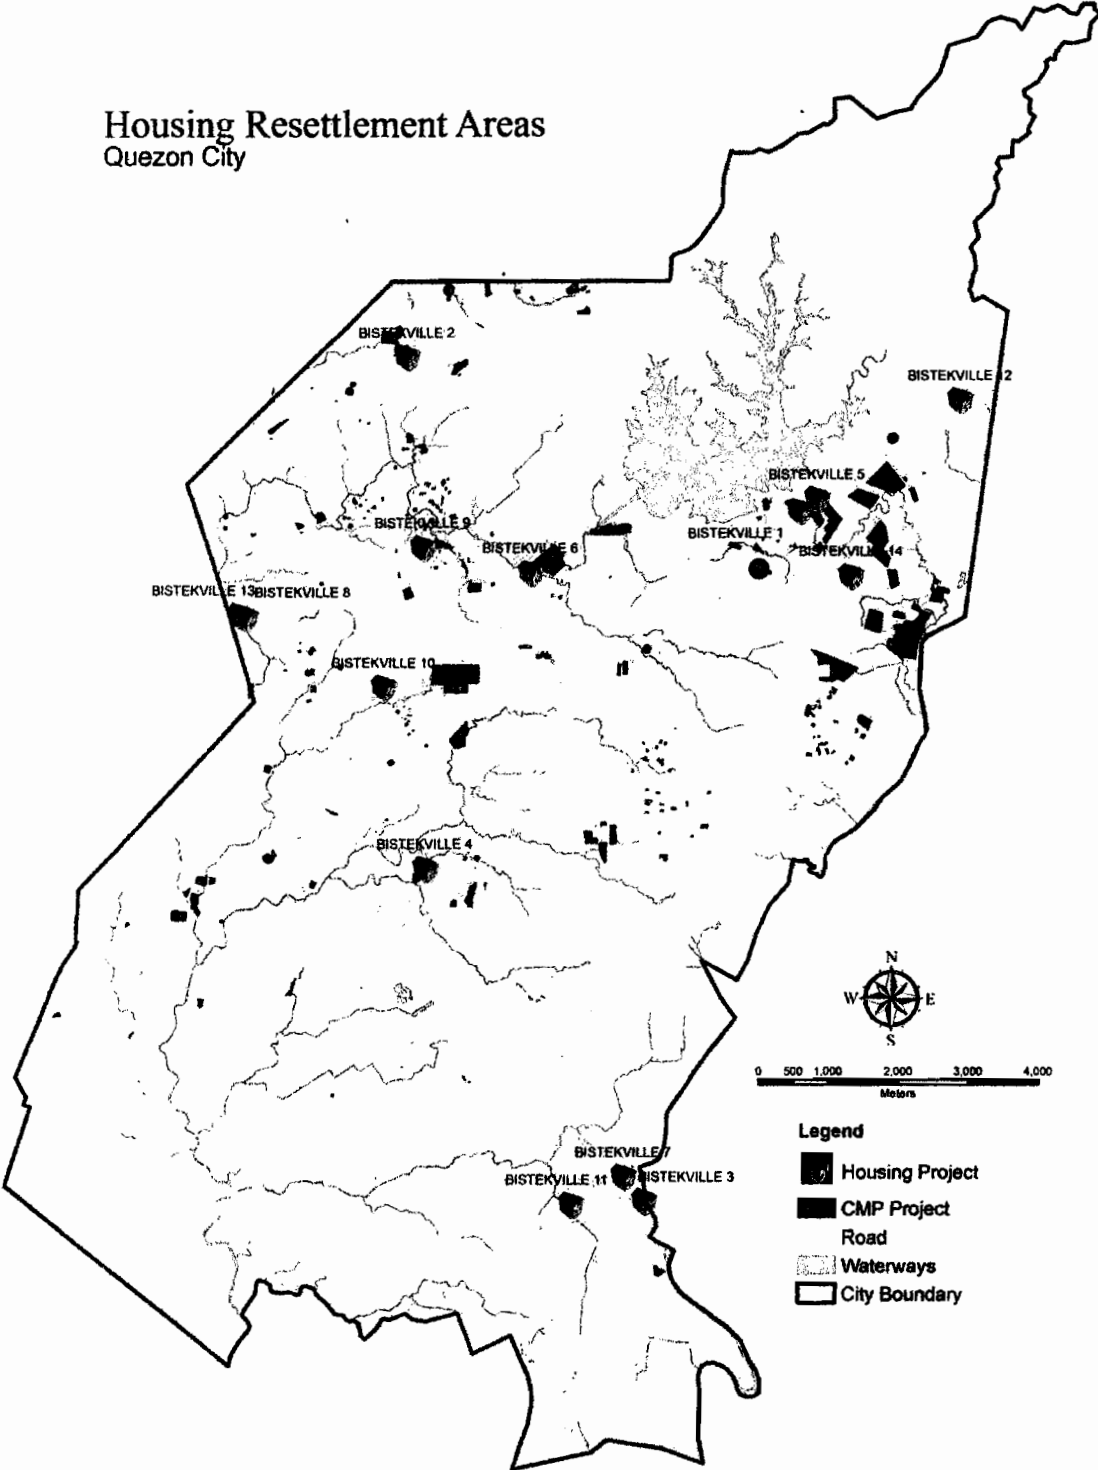 Housing Resettlement Areas
Quezon City
BISTEKVILLE 2
BISTEKVILLE 12
BISTEKVILLE 5
BISTEKVILLE 9
BISTEKVILLE 1
BISTEKVILLE 6
BISTEKVILLE 14
BISTEKVILLE 13
BISTEKVILLE 8
BISTEKVILLE 10
BISTEKVILLE 4
N
W
E
S
0 500 1,000 2,000 3,000 4,000
Meters
Legend
Housing Project
CMP Project
Road
Waterways
City Boundary
BISTEKVILLE 7
BISTEKVILLE 11
BISTEKVILLE 3